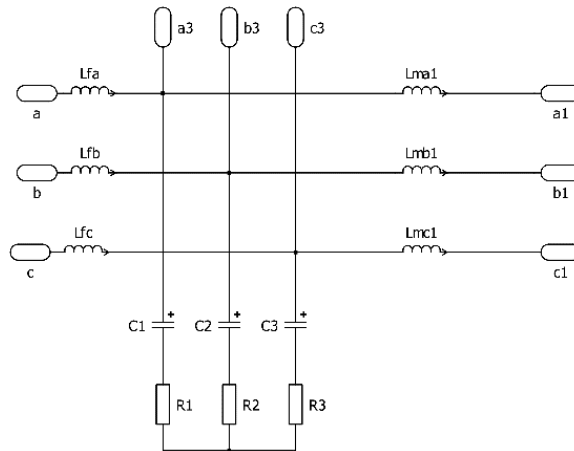 a3 b3 c3
Lfa Lma1
a a1
Lfb Lmb1
b b1
Lfc Lmc1
c c1
+ + +
C1 C2 C3
R1 R2 R3